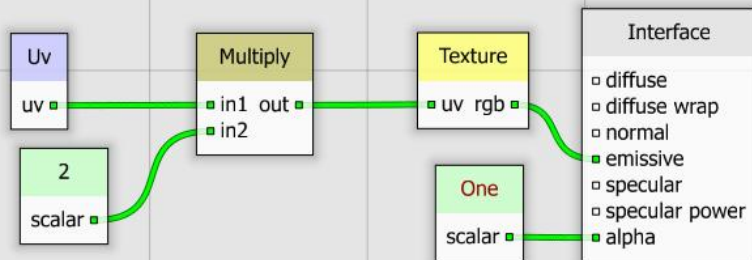 Uv
uv
2
scalar
Multiply
in1 out
in2
Texture
uv rgb
One
scalar
Interface
diffuse
diffuse wrap
normal
emissive
specular
specular power
alpha